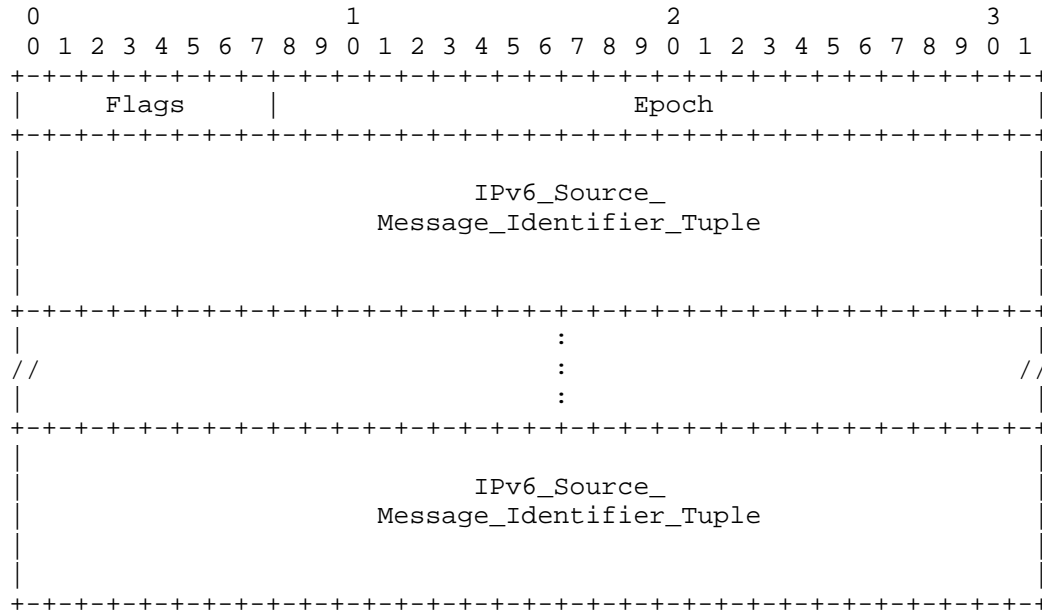 0                   1                   2                   3
 0 1 2 3 4 5 6 7 8 9 0 1 2 3 4 5 6 7 8 9 0 1 2 3 4 5 6 7 8 9 0 1
+-+-+-+-+-+-+-+-+-+-+-+-+-+-+-+-+-+-+-+-+-+-+-+-+-+-+-+-+-+-+-+-+
|     Flags     |                      Epoch                    |
+-+-+-+-+-+-+-+-+-+-+-+-+-+-+-+-+-+-+-+-+-+-+-+-+-+-+-+-+-+-+-+-+
|                                                               |
|                            IPv6_Source_                       |
|                      Message_Identifier_Tuple                 |
|                                                               |
|                                                               |
+-+-+-+-+-+-+-+-+-+-+-+-+-+-+-+-+-+-+-+-+-+-+-+-+-+-+-+-+-+-+-+-+
|                                 :                             |
//                                :                            //
|                                 :                             |
+-+-+-+-+-+-+-+-+-+-+-+-+-+-+-+-+-+-+-+-+-+-+-+-+-+-+-+-+-+-+-+-+
|                                                               |
|                            IPv6_Source_                       |
|                      Message_Identifier_Tuple                 |
|                                                               |
|                                                               |
+-+-+-+-+-+-+-+-+-+-+-+-+-+-+-+-+-+-+-+-+-+-+-+-+-+-+-+-+-+-+-+-+